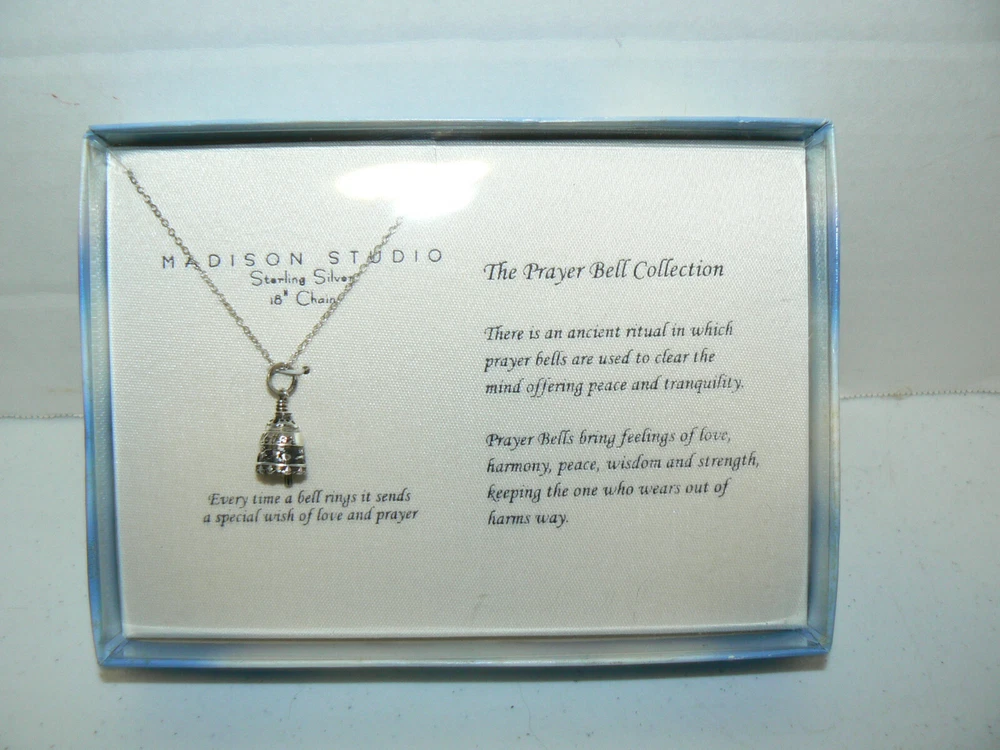 MADISON STUDIO
Sterling Silver
18" Chain
Every time a bell rings it sends
a special wish of love and prayer
The Prayer Bell Collection
There is an ancient ritual in which
prayer bells are used to clear the
mind offering peace and tranquility.
Prayer Bells bring feelings of love,
harmony, peace, wisdom and strength,
keeping the one who wears out of
harms way.